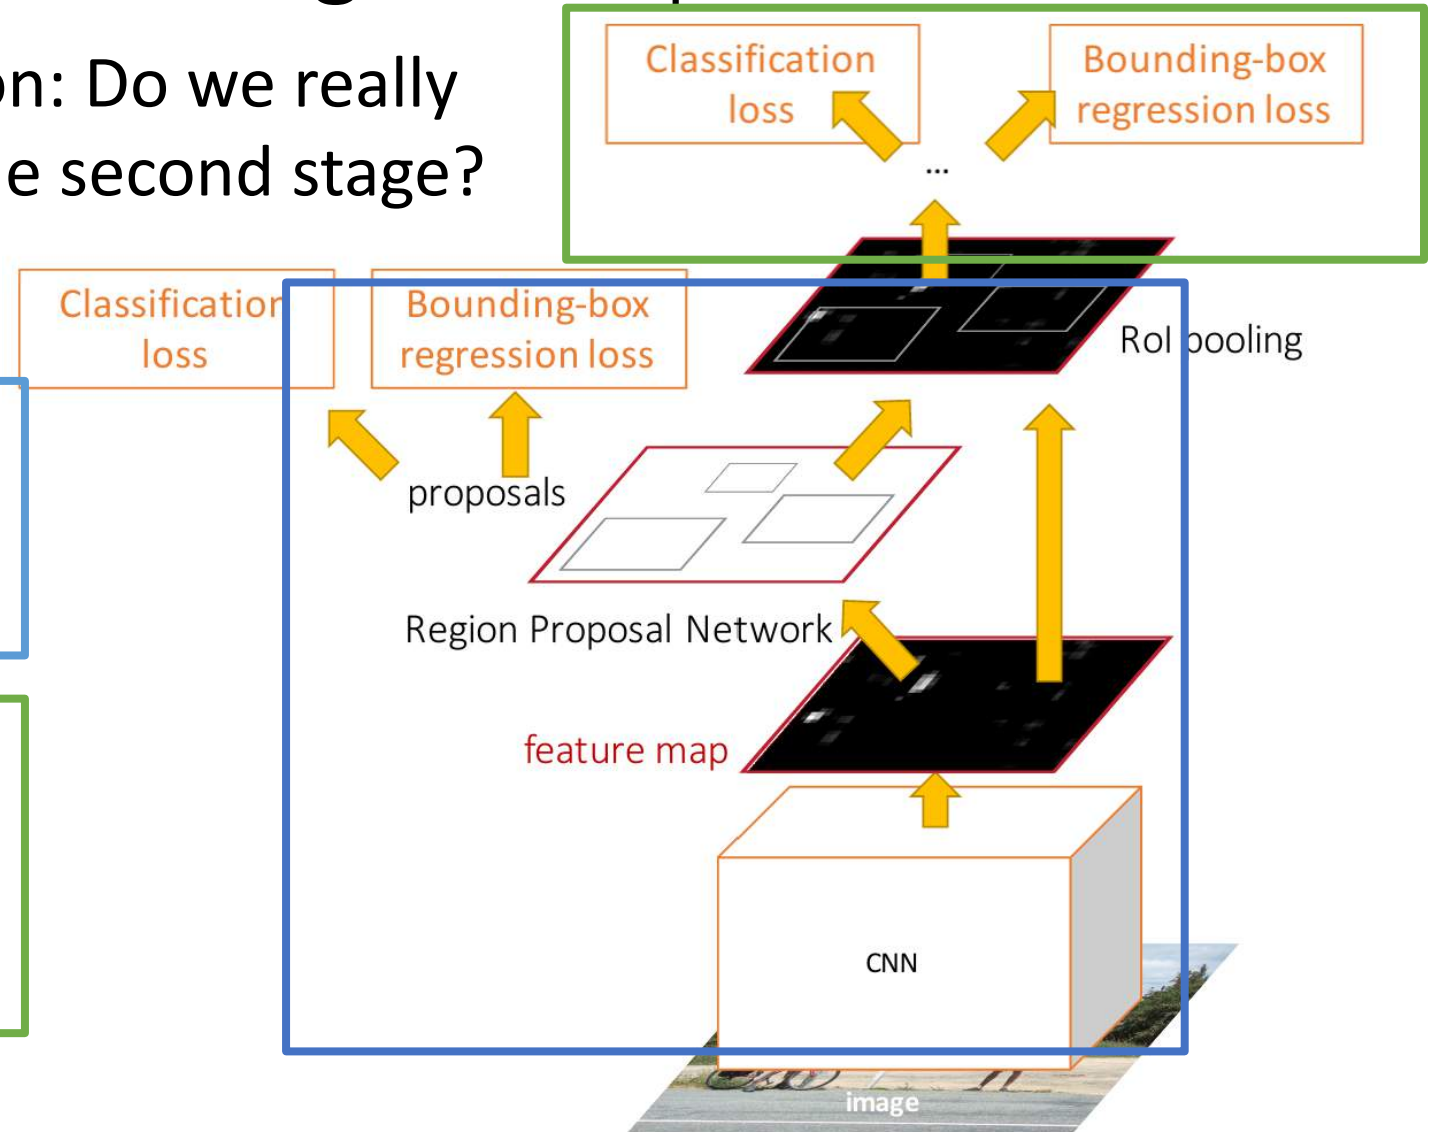 on: Do we really
e second stage?
Classification
loss
Bounding-box
regression loss
...
Classification
loss
Bounding-box
regression loss
RoI pooling
proposals
Region Proposal Network
feature map
CNN
image